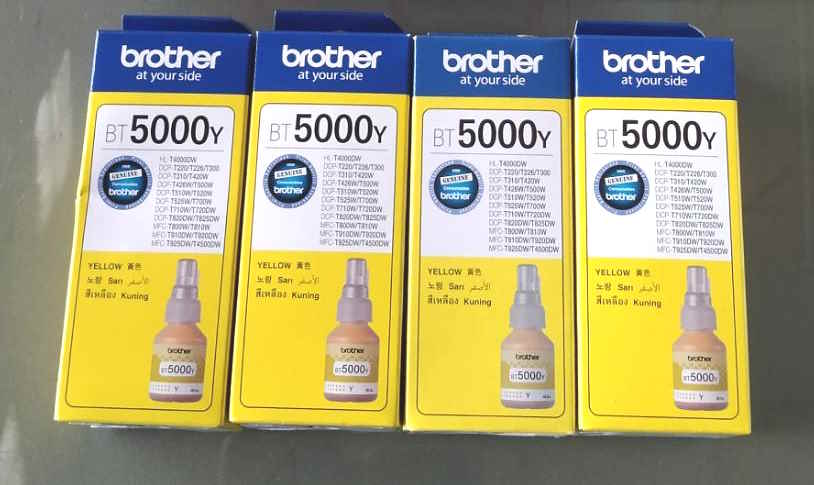 brother
at your side
BT5000Y
GENUINE
brother
HL-T4000DW
DCP-T220/T226/T300
DCP-T310/T420W
DCP-T426W/T500W
DCP-T510W/T520W
DCP-T525W/T700W
DCP-T710W/T720DW
DCP-T820DW/T825DW
MFC-T800W/T810W
MFC-T910DW/T920DW
MFC-T925DW/T4500DW
YELLOW 黃色
노랑 Sarı الأصفر
สีเหลือง Kuning
brother
BT5000Y
Y
brother
at your side
BT5000Y
GENUINE
brother
HL-T4000DW
DCP-T220/T226/T300
DCP-T310/T420W
DCP-T426W/T500W
DCP-T510W/T520W
DCP-T525W/T700W
DCP-T710W/T720DW
DCP-T820DW/T825DW
MFC-T800W/T810W
MFC-T910DW/T920DW
MFC-T925DW/T4500DW
YELLOW 黃色
노랑 Sarı الأصفر
สีเหลือง Kuning
brother
BT5000Y
Y
brother
at your side
BT5000Y
GENUINE
brother
HL-T4000DW
DCP-T220/T226/T300
DCP-T310/T420W
DCP-T426W/T500W
DCP-T510W/T520W
DCP-T525W/T700W
DCP-T710W/T720DW
DCP-T820DW/T825DW
MFC-T800W/T810W
MFC-T910DW/T920DW
MFC-T925DW/T4500DW
YELLOW 黃色
노랑 Sarı الأصفر
สีเหลือง Kuning
brother
BT5000Y
Y
brother
at your side
BT5000Y
GENUINE
brother
HL-T4000DW
DCP-T220/T226/T300
DCP-T310/T420W
DCP-T426W/T500W
DCP-T510W/T520W
DCP-T525W/T700W
DCP-T710W/T720DW
DCP-T820DW/T825DW
MFC-T800W/T810W
MFC-T910DW/T920DW
MFC-T925DW/T4500DW
YELLOW 黃色
노랑 Sarı الأصفر
สีเหลือง Kuning
brother
BT5000Y
Y